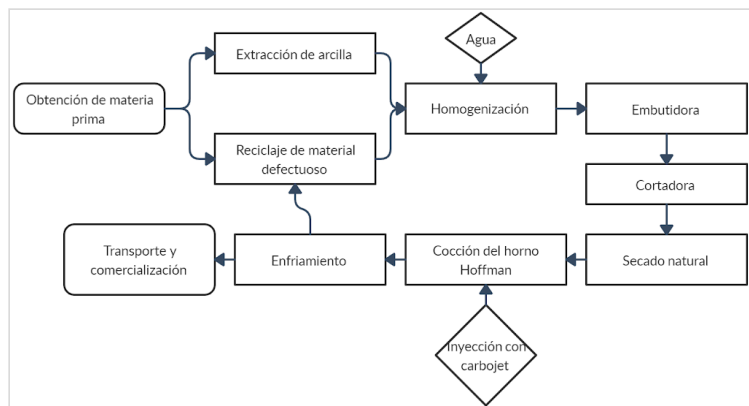 Agua
Extracción de arcilla
Obtención de materia
prima
Homogenización
Embutidora
Reciclaje de material
defectuoso
Cortadora
Transporte y
comercialización
Enfriamiento
Cocción del horno
Hoffman
Secado natural
Inyección con
carbojet